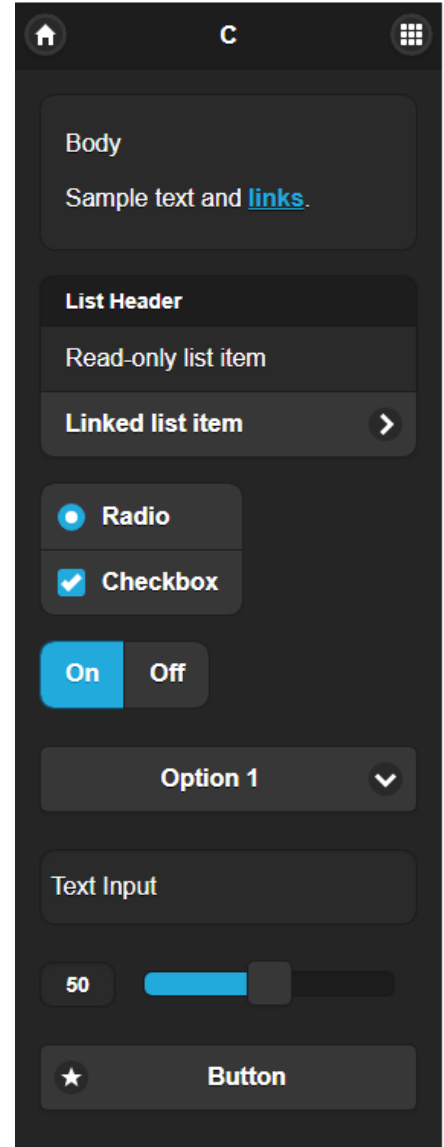 C
Body
Sample text and links.
List Header
Read-only list item
Linked list item
Radio
Checkbox
On Off
Option 1
Text Input
50
Button